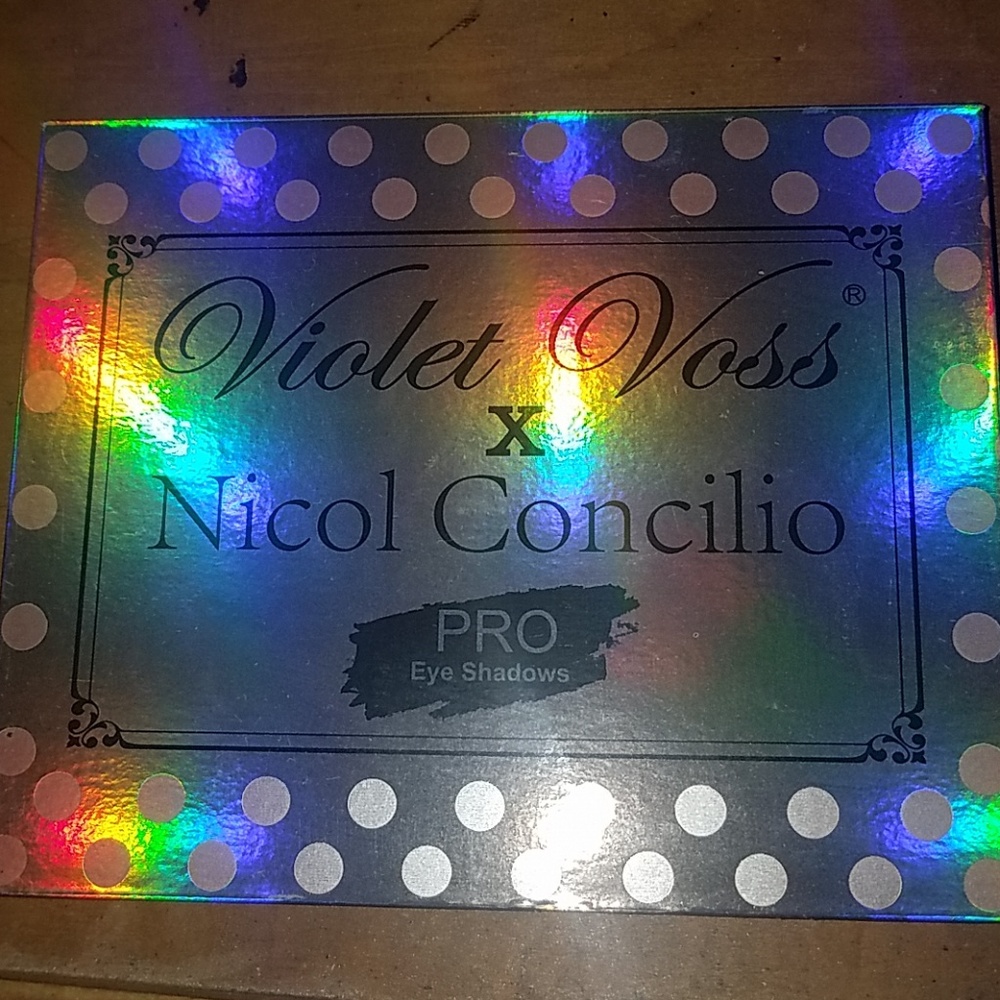 Violet Voss ®
x
Nicol Concilio
PRO
Eye Shadows